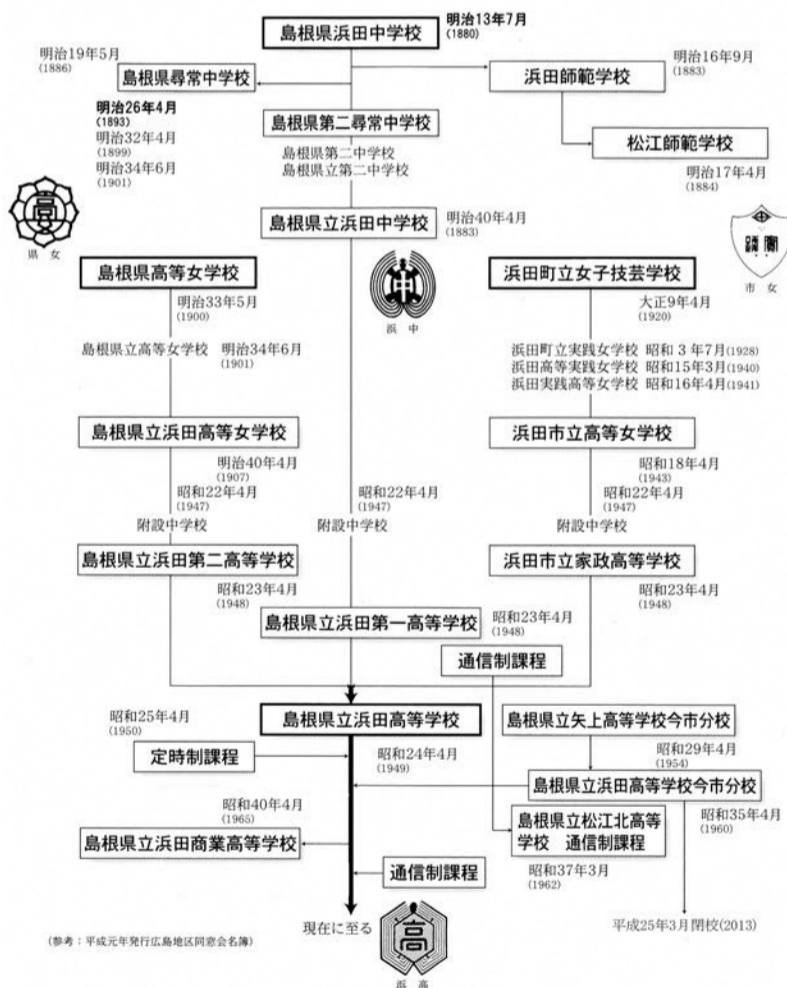 島根県浜田中学校
明治13年7月
(1880)
明治19年5月
(1886)
島根県尋常中学校
浜田師範学校
明治16年9月
(1883)
明治26年4月
(1893)
明治32年4月
(1899)
明治34年6月
(1901)
島根県第二尋常中学校
島根県第二中学校
島根県立第二中学校
松江師範学校
明治17年4月
(1884)
島根県立浜田中学校
明治40年4月
(1883)
高
県女
中
浜中
市女
島根県高等女学校
明治33年5月
(1900)
島根県立高等女学校 明治34年6月
(1901)
浜田町立女子技芸学校
大正9年4月
(1920)
浜田町立実践女学校 昭和3年7月(1928)
浜田高等実践女学校 昭和15年3月(1940)
浜田実践高等女学校 昭和16年4月(1941)
島根県立浜田高等女学校
明治40年4月
(1907)
浜田市立高等女学校
昭和18年4月
(1943)
昭和22年4月
(1947)
昭和22年4月
(1947)
昭和22年4月
(1947)
附設中学校
附設中学校
附設中学校
島根県立浜田第二高等学校
昭和23年4月
(1948)
浜田市立家政高等学校
昭和23年4月
(1948)
島根県立浜田第一高等学校
昭和23年4月
(1948)
通信制課程
島根県立浜田高等学校
昭和24年4月
(1949)
島根県立矢上高等学校今市分校
昭和29年4月
(1954)
昭和25年4月
(1950)
定時制課程
島根県立浜田高等学校今市分校
昭和35年4月
(1960)
昭和40年4月
(1965)
島根県立浜田商業高等学校
島根県立松江北高等
学校 通信制課程
昭和37年3月
(1962)
通信制課程
現在に至る
平成25年3月閉校(2013)
高
浜高
(参考：平成元年発行広島地区同窓会名簿)